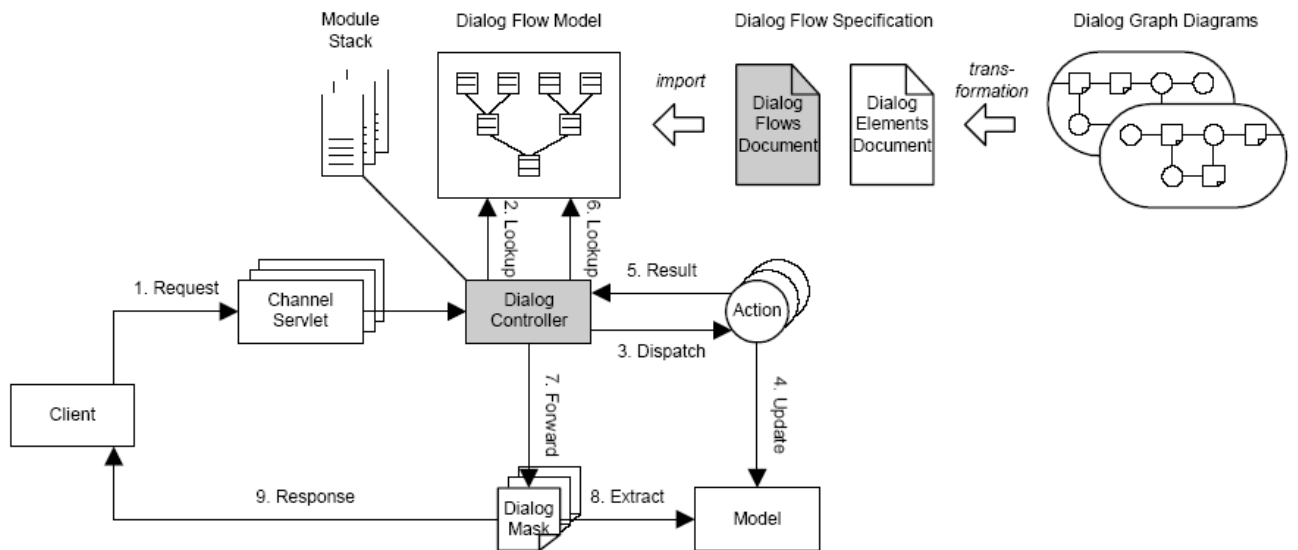 Module
Stack
Dialog Flow Model
Dialog Flow Specification
Dialog Graph Diagrams
import
Dialog
Flows
Document
Dialog
Elements
Document
trans-
formation
2. Lookup
6. Lookup
1. Request
Channel
Servlet
Dialog
Controller
5. Result
Action
3. Dispatch
7. Forward
4. Update
Client
9. Response
Dialog
Mask
8. Extract
Model